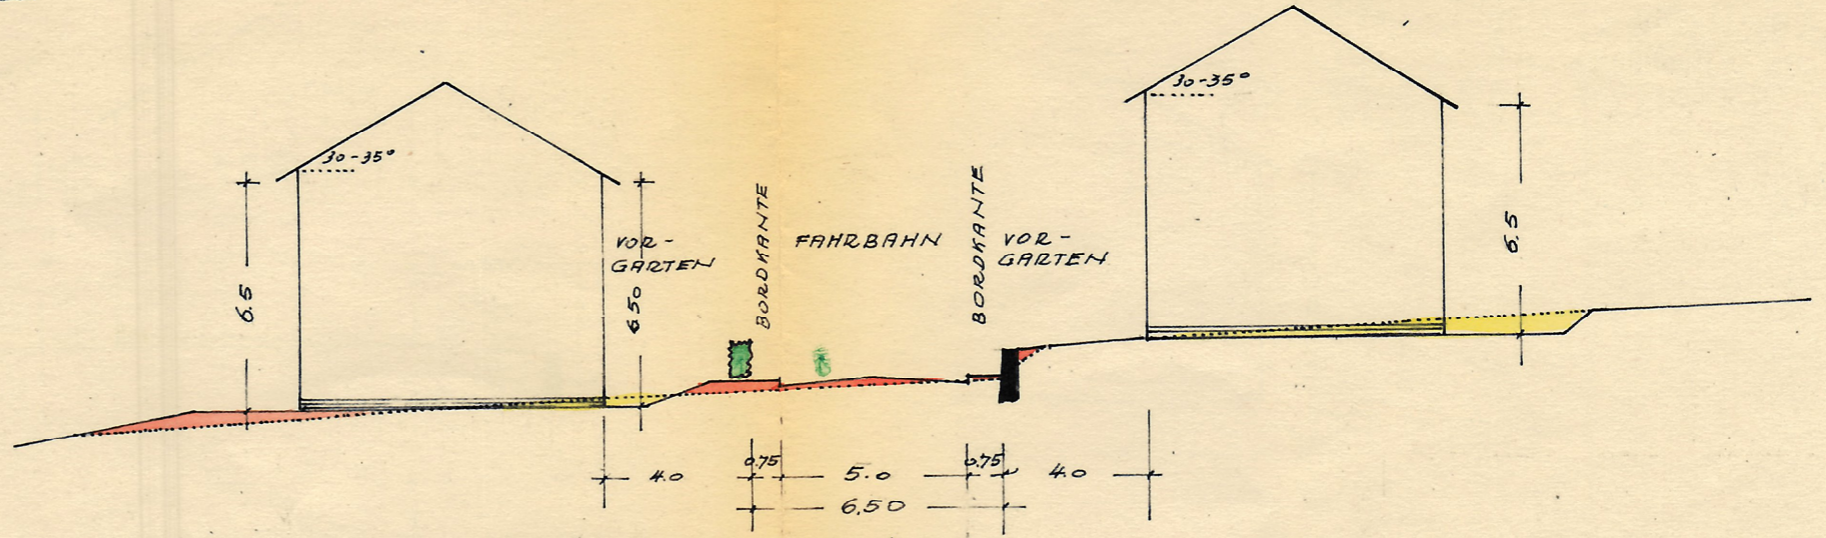 30-35°
30-35°
6.5
VOR-
GARTEN
6.50
BORDKANTE
FAHRBAHN
BORDKANTE
VOR-
GARTEN
6.5
4.0
0.75
5.0
0.75
4.0
6.50